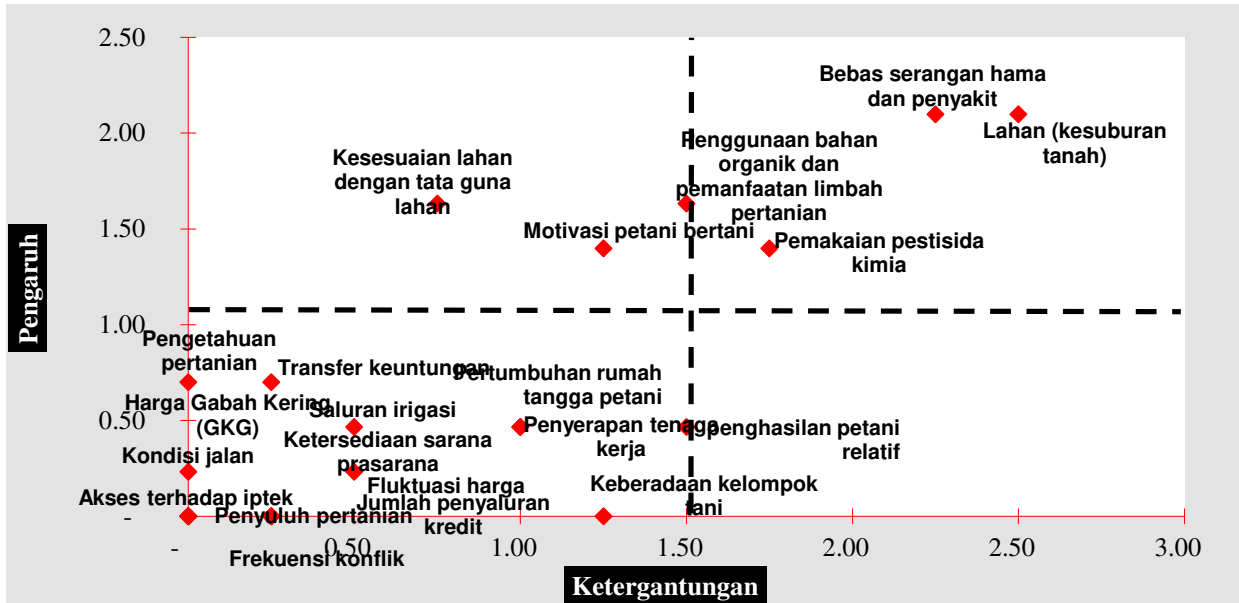 2.50
Bebas serangan hama
dan penyakit
2.00
Lahan (kesuburan
tanah)
Penggunaan bahan
organik dan
pemanfaatan limbah
pertanian
Kesesuaian lahan
dengan tata guna
lahan
1.50
Motivasi petani bertani
Pemakaian pestisida
kimia
Pengaruh
1.00
Pengetahuan
pertanian
Transfer keuntungan
Pertumbuhan rumah
tangga petani
Harga Gabah Kering
(GKG)
0.50
Saluran irigasi
Penyerapan tenaga
kerja
penghasilan petani
relatif
Ketersediaan sarana
prasarana
Kondisi jalan
Fluktuasi harga
Keberadaan kelompok
tani
Akses terhadap iptek
Jumlah penyaluran
kredit
-
Penyuluh pertanian
Frekuensi konflik
-
0.50
1.00
1.50
2.00
2.50
3.00
Ketergantungan